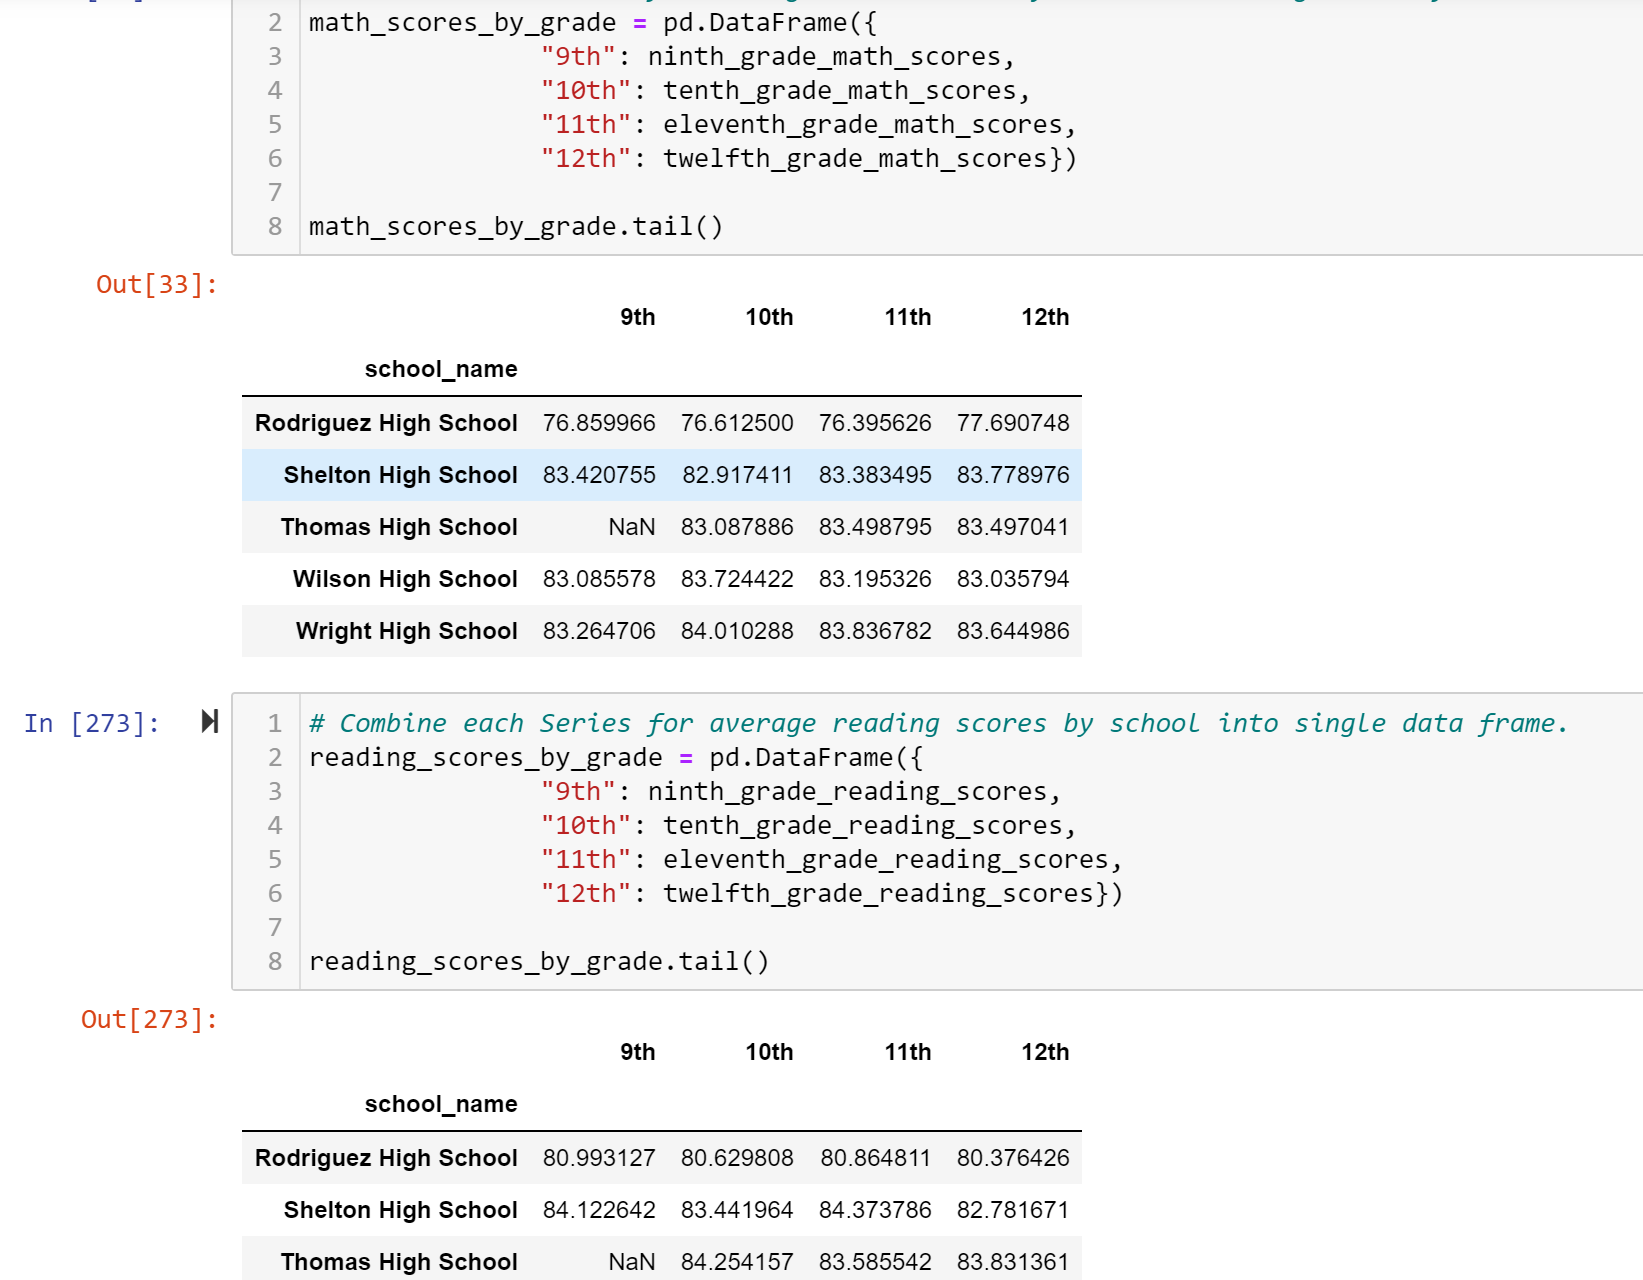 2 math_scores_by_grade = pd.DataFrame({
3 "9th": ninth_grade_math_scores,
4 "10th": tenth_grade_math_scores,
5 "11th": eleventh_grade_math_scores,
6 "12th": twelfth_grade_math_scores})
7
8 math_scores_by_grade.tail()
Out[33]:
9th 10th 11th 12th
school_name
Rodriguez High School 76.859966 76.612500 76.395626 77.690748
Shelton High School 83.420755 82.917411 83.383495 83.778976
Thomas High School NaN 83.087886 83.498795 83.497041
Wilson High School 83.085578 83.724422 83.195326 83.035794
Wright High School 83.264706 84.010288 83.836782 83.644986
In [273]: 1 # Combine each Series for average reading scores by school into single data frame.
2 reading_scores_by_grade = pd.DataFrame({
3 "9th": ninth_grade_reading_scores,
4 "10th": tenth_grade_reading_scores,
5 "11th": eleventh_grade_reading_scores,
6 "12th": twelfth_grade_reading_scores})
7
8 reading_scores_by_grade.tail()
Out[273]:
9th 10th 11th 12th
school_name
Rodriguez High School 80.993127 80.629808 80.864811 80.376426
Shelton High School 84.122642 83.441964 84.373786 82.781671
Thomas High School NaN 84.254157 83.585542 83.831361